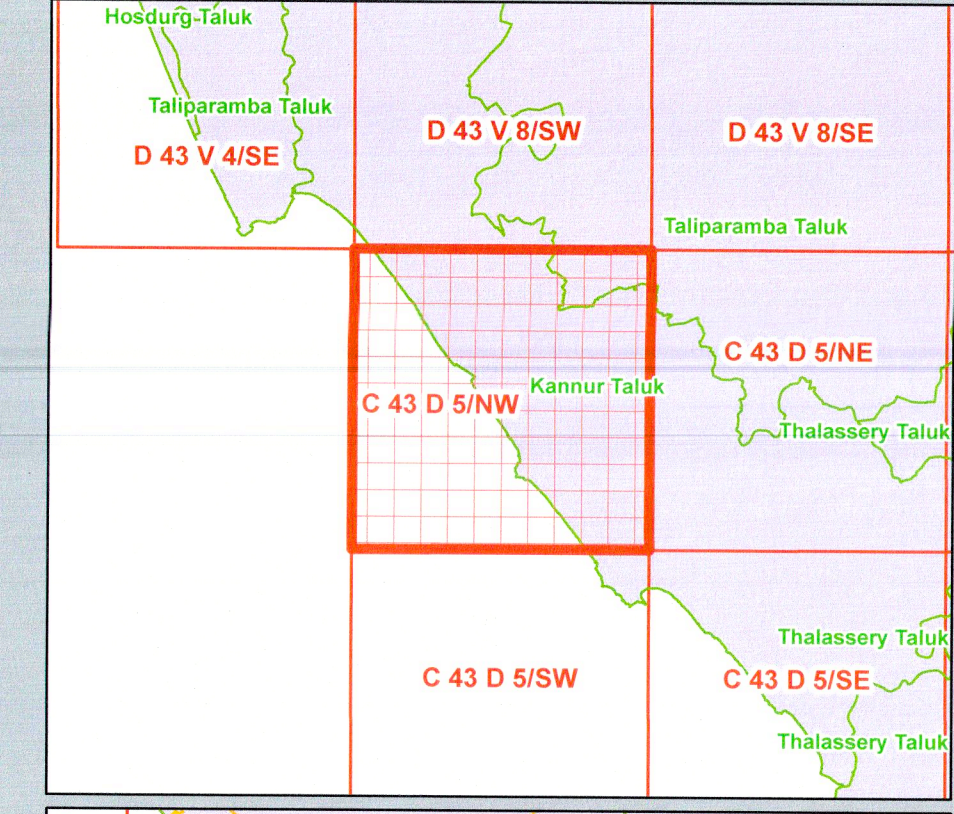 Hosdurg-Taluk
Taliparamba Taluk
D 43 V 4/SE
D 43 V 8/SW
D 43 V 8/SE
Taliparamba Taluk
C 43 D 5/NE
Kannur Taluk
C 43 D 5/NW
Thalassery Taluk
Thalassery Taluk
C 43 D 5/SW
C 43 D 5/SE
Thalassery Taluk